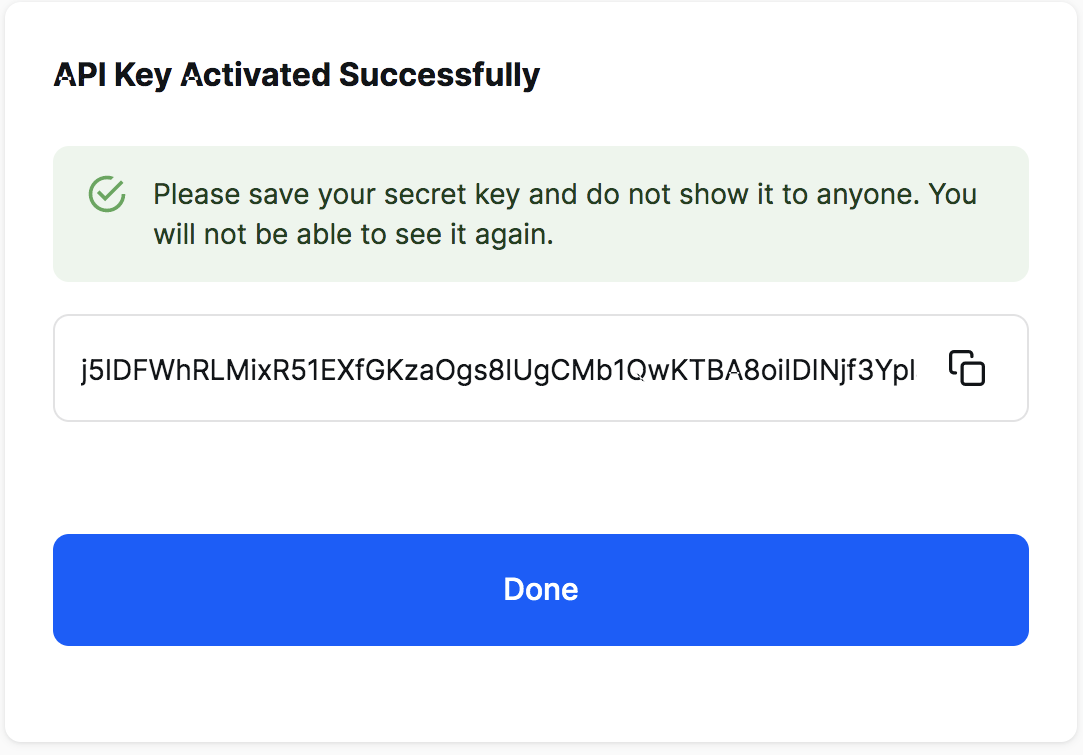 API Key Activated Successfully
Please save your secret key and do not show it to anyone. You
will not be able to see it again.
j5IDFWhRLMixR51EXfGKzaOgs8IUgCMb1QwKTBA8oilDINjf3YpI
Done